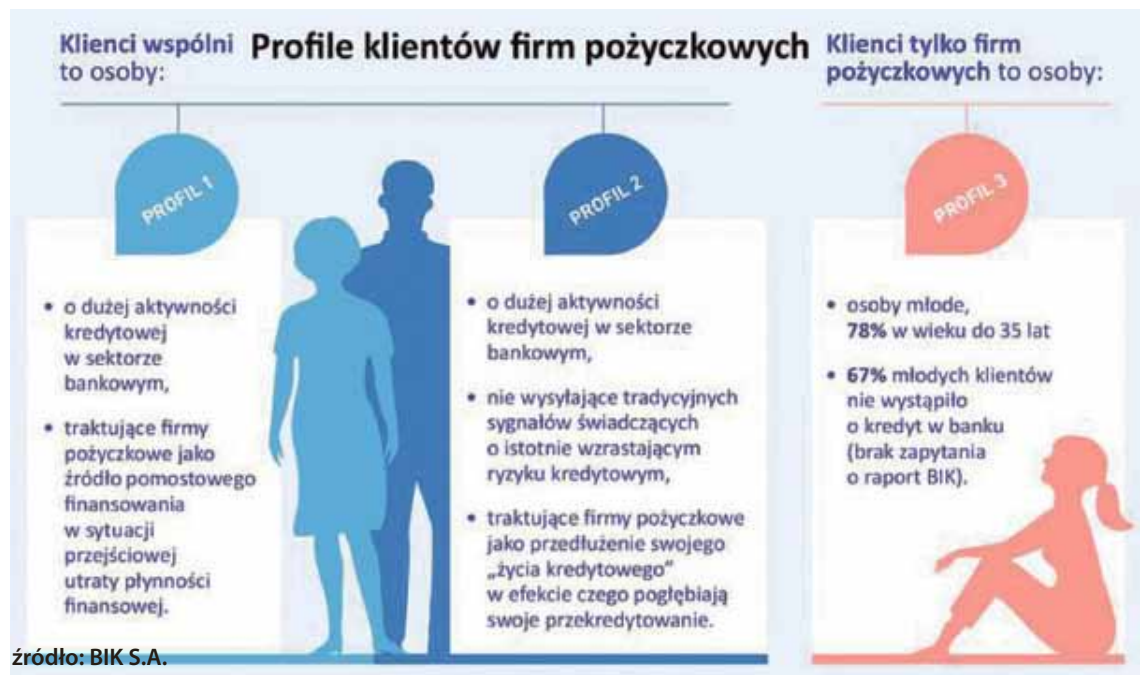 Klienci wspólni
to osoby:
Profile klientów firm pożyczkowych
Klienci tylko firm
pożyczkowych to osoby:
PROFIL 1
• o dużej aktywności
kredytowej
w sektorze
bankowym,
• traktujące firmy
pożyczkowe jako
źródło pomostowego
finansowania
w sytuacji
przejściowej
utraty płynności
finansowej.
PROFIL 2
• o dużej aktywności
kredytowej w sektorze
bankowym,
• nie wysyłające tradycyjnych
sygnałów świadczących
o istotnie wzrastającym
ryzyku kredytowym,
• traktujące firmy pożyczkowe
jako przedłużenie swojego
„życia kredytowego”
w efekcie czego pogłębiają
swoje przekredytowanie.
PROFIL 3
• osoby młode,
78% w wieku do 35 lat
• 67% młodych klientów
nie wystąpiło
o kredyt w banku
(brak zapytania
o raport BIK).
źródło: BIK S.A.